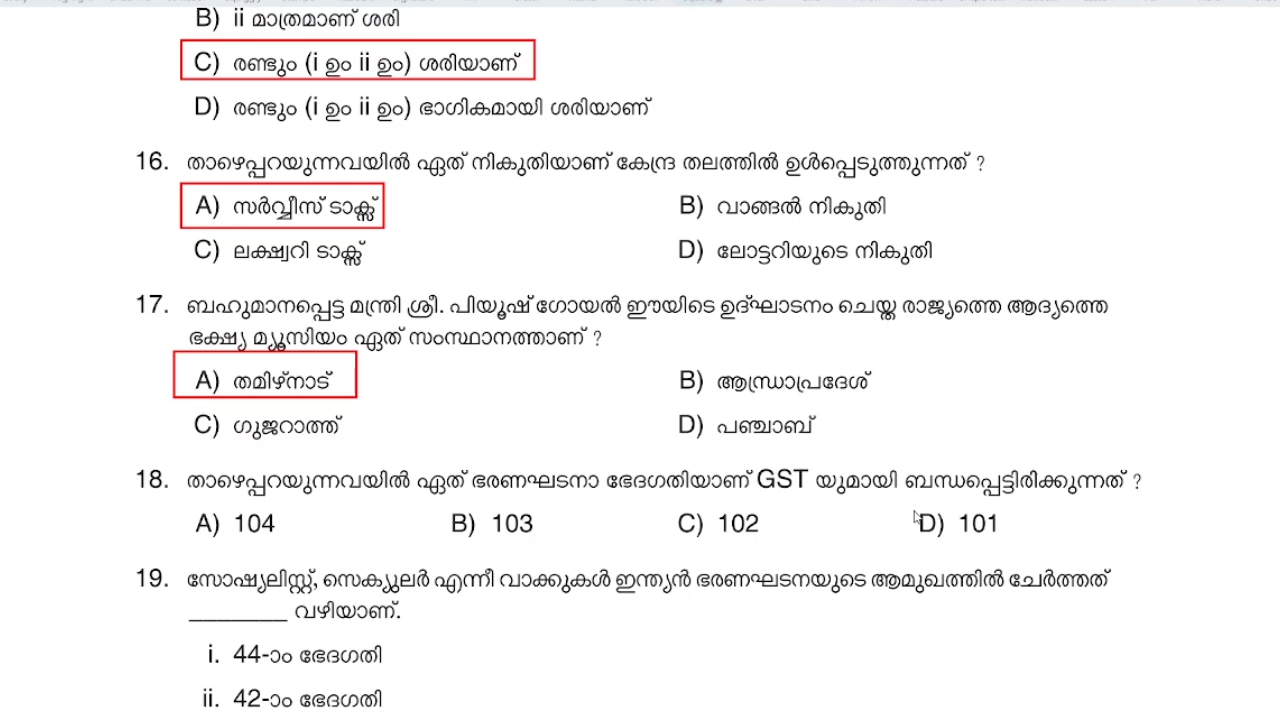 B) ii മാത്രമാണ് ശരി
C) രണ്ടും (i ഉം ii ഉം) ശരിയാണ്
D) രണ്ടും (i ഉം ii ഉം) ഭാഗികമായി ശരിയാണ്
16. താഴെപ്പറയുന്നവയിൽ ഏത് നികുതിയാണ് കേന്ദ്ര തലത്തിൽ ഉൾപ്പെടുത്തുന്നത് ?
A) സർവ്വീസ് ടാക്സ് B) വാങ്ങൽ നികുതി
C) ലക്ഷ്വറി ടാക്സ് D) ലോട്ടറിയുടെ നികുതി
17. ബഹുമാനപ്പെട്ട മന്ത്രി ശ്രീ. പിയൂഷ് ഗോയൽ ഈയിടെ ഉദ്ഘാടനം ചെയ്ത രാജ്യത്തെ ആദ്യത്തെ
ഭക്ഷ്യ മ്യൂസിയം ഏത് സംസ്ഥാനത്താണ് ?
A) തമിഴ്‌നാട് B) ആന്ധ്രാപ്രദേശ്
C) ഗുജറാത്ത് D) പഞ്ചാബ്
18. താഴെപ്പറയുന്നവയിൽ ഏത് ഭരണഘടനാ ഭേദഗതിയാണ് GST യുമായി ബന്ധപ്പെട്ടിരിക്കുന്നത് ?
A) 104 B) 103 C) 102 D) 101
19. സോഷ്യലിസ്റ്റ്, സെക്യുലർ എന്നീ വാക്കുകൾ ഇന്ത്യൻ ഭരണഘടനയുടെ ആമുഖത്തിൽ ചേർത്തത്
________ വഴിയാണ്.
i. 44-ാം ഭേദഗതി
ii. 42-ാം ഭേദഗതി